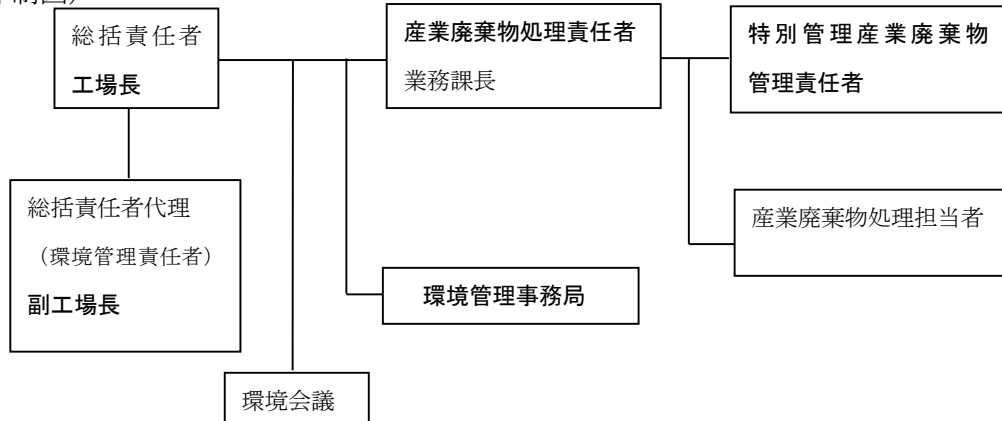 制図）
総括責任者
工場長
産業廃棄物処理責任者
業務課長
特別管理産業廃棄物
管理責任者
総括責任者代理
（環境管理責任者）
副工場長
産業廃棄物処理担当者
環境管理事務局
環境会議